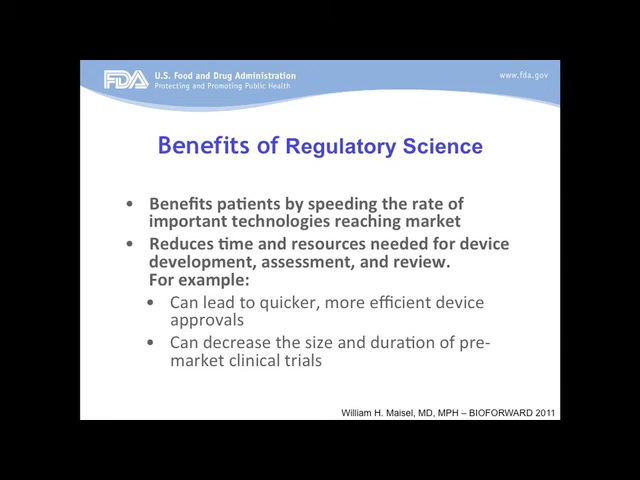 FDA U.S. Food and Drug Administration
Protecting and Promoting Public Health
www.fda.gov
Benefits of Regulatory Science
• Benefits patients by speeding the rate of
important technologies reaching market
• Reduces time and resources needed for device
development, assessment, and review.
For example:
• Can lead to quicker, more efficient device
approvals
• Can decrease the size and duration of pre-
market clinical trials
William H. Maisel, MD, MPH – BIOFORWARD 2011